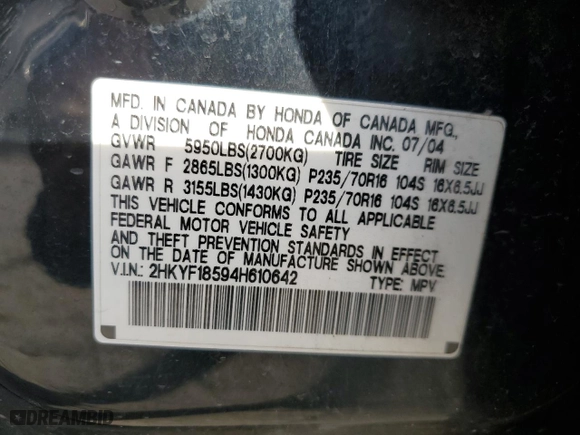 MFD. IN CANADA BY HONDA OF CANADA MFG.,
A DIVISION OF HONDA CANADA INC. 07/04
GVWR 5950LBS(2700KG) TIRE SIZE RIM SIZE
GAWR F 2865LBS(1300KG) P235/70R16 104S 16X6.5JJ
GAWR R 3155LBS(1430KG) P235/70R16 104S 16X6.5JJ
THIS VEHICLE CONFORMS TO ALL APPLICABLE
FEDERAL MOTOR VEHICLE SAFETY
AND THEFT PREVENTION STANDARDS IN EFFECT
ON THE DATE OF MANUFACTURE SHOWN ABOVE.
V.I.N.: 2HKYF18594H610642 TYPE: MPV
DREAMBID